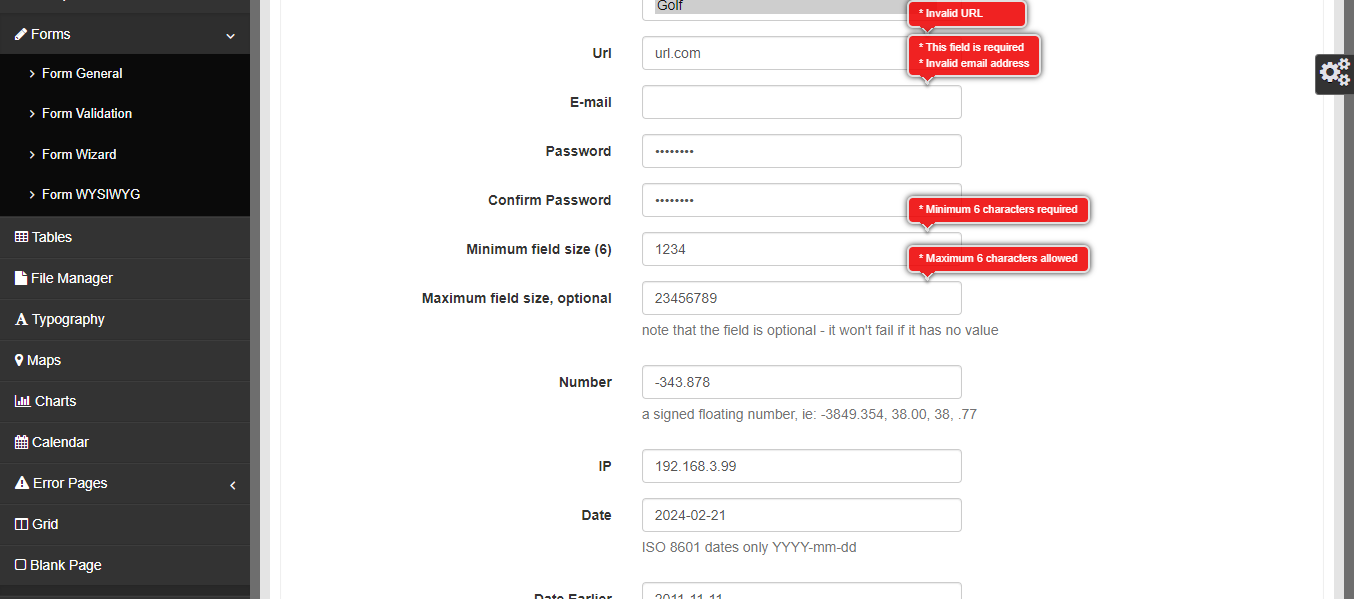 Forms
Form General
Form Validation
Form Wizard
Form WYSIWYG
Tables
File Manager
Typography
Maps
Charts
Calendar
Error Pages
Grid
Blank Page
Golf
* Invalid URL
Url
url.com
* This field is required
* Invalid email address
E-mail
Password
••••••••
Confirm Password
••••••••
* Minimum 6 characters required
Minimum field size (6)
1234
* Maximum 6 characters allowed
Maximum field size, optional
23456789
note that the field is optional - it won't fail if it has no value
Number
-343.878
a signed floating number, ie: -3849.354, 38.00, 38, .77
IP
192.168.3.99
Date
2024-02-21
ISO 8601 dates only YYYY-mm-dd
Date Earlier
2011-11-11